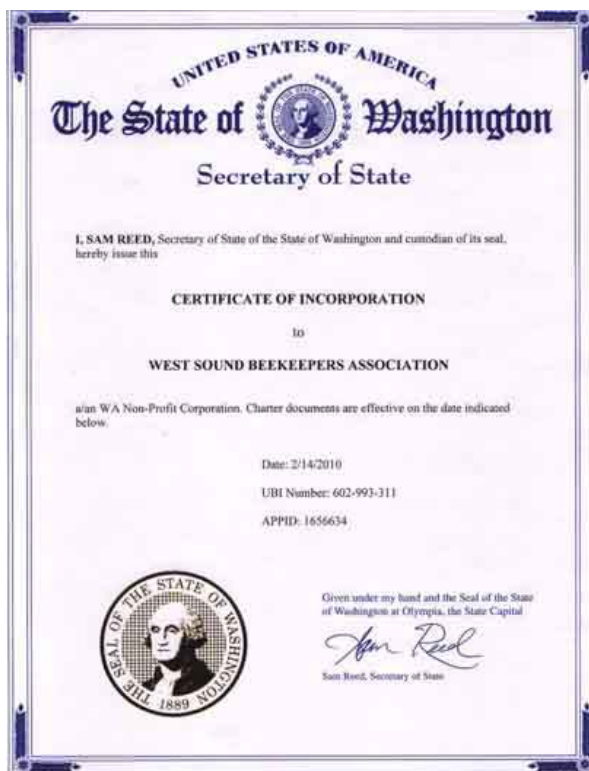 UNITED STATES OF AMERICA
The State of Washington
Secretary of State
I, SAM REED, Secretary of State of the State of Washington and custodian of its seal,
hereby issue this
CERTIFICATE OF INCORPORATION
to
WEST SOUND BEEKEEPERS ASSOCIATION
a/an WA Non-Profit Corporation. Charter documents are effective on the date indicated
below.
Date: 2/14/2010
UBI Number: 602-993-311
APPID: 1656634
THE SEAL OF THE STATE OF WASHINGTON
1889
Given under my hand and the Seal of the State
of Washington at Olympia, the State Capital
Sam Reed
Sam Reed, Secretary of State